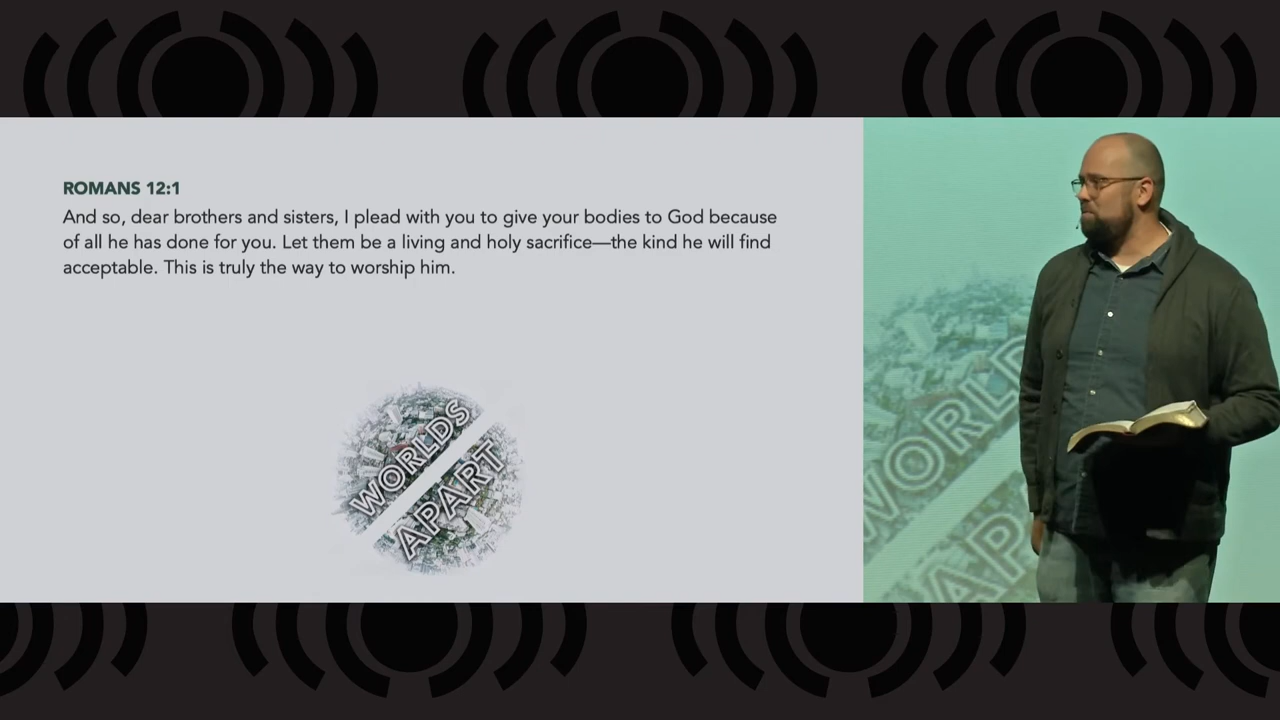 ROMANS 12:1
And so, dear brothers and sisters, I plead with you to give your bodies to God because
of all he has done for you. Let them be a living and holy sacrifice—the kind he will find
acceptable. This is truly the way to worship him.
WORLDS
APART
WORLD
AP